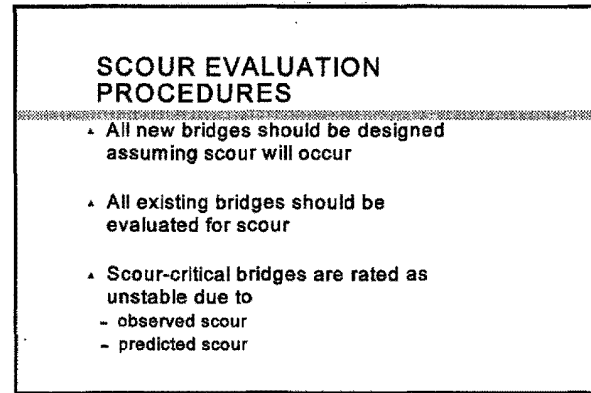 SCOUR EVALUATION
PROCEDURES
▲ All new bridges should be designed
assuming scour will occur
▲ All existing bridges should be
evaluated for scour
▲ Scour-critical bridges are rated as
unstable due to
- observed scour
- predicted scour